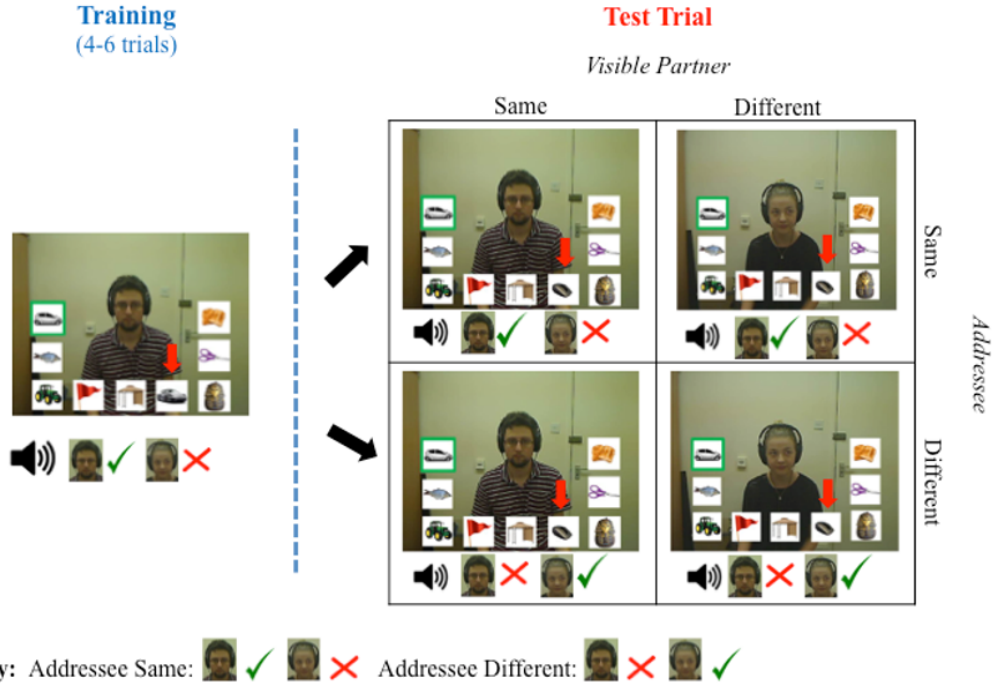 Training
(4-6 trials)
Test Trial
Visible Partner
Same
Different
Same
Different
Addressee
y: Addressee Same:
Addressee Different: